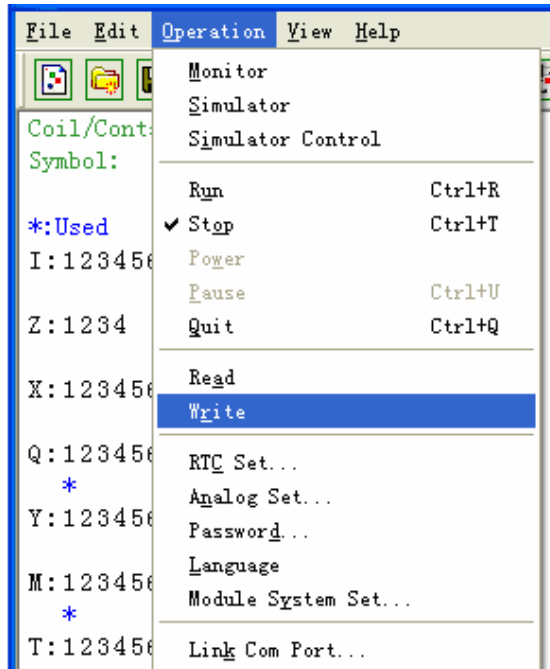 File Edit Operation View Help
Monitor
Simulator
Simulator Control
Run Ctrl+R
Stop Ctrl+T
Power
Pause Ctrl+U
Quit Ctrl+Q
Read
Write
RTC Set...
Analog Set...
Password...
Language
Module System Set...
Link Com Port...
Coil/Cont
Symbol:
*:Used
I:123456
Z:1234
X:123456
Q:123456
*
Y:123456
M:123456
*
T:123456